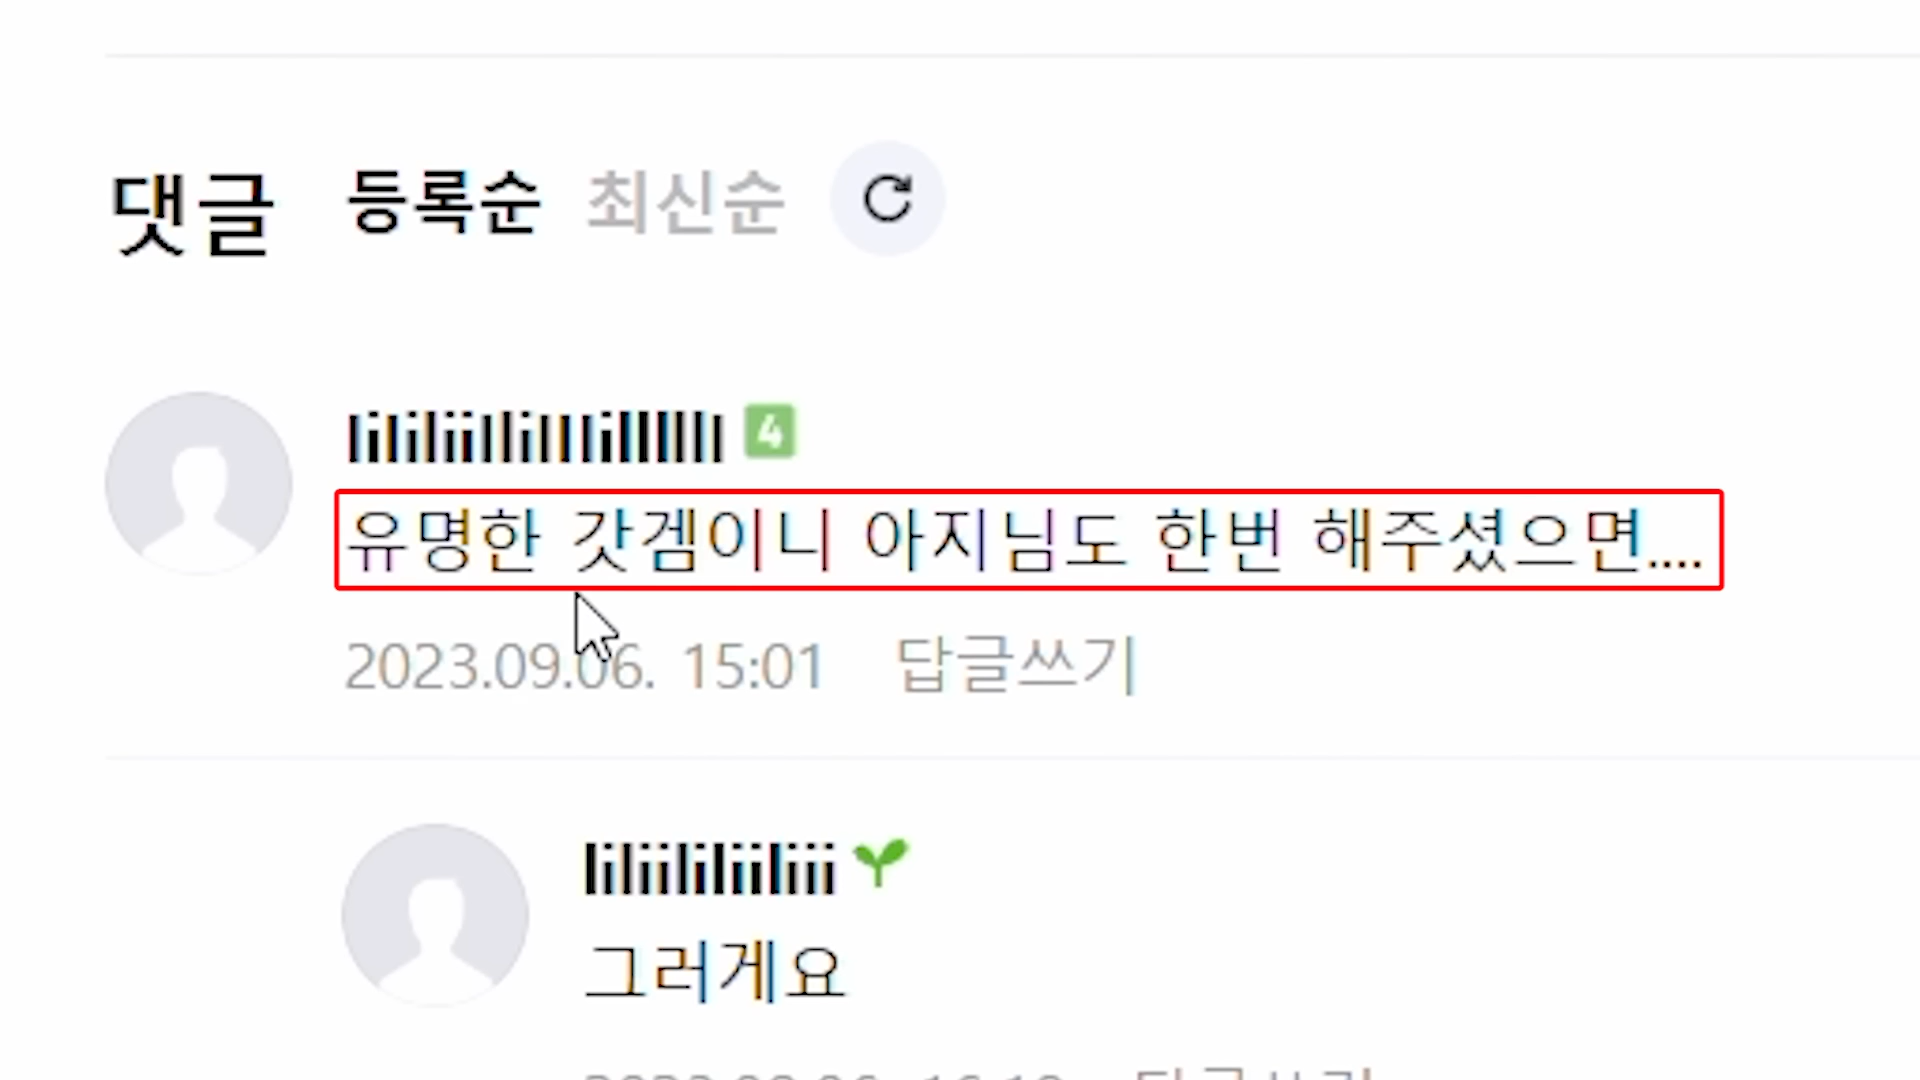 댓글 등록순 최신순
4
유명한 갓겜이니 아지님도 한번 해주셨으면....
2023.09.06. 15:01 답글쓰기
그러게요